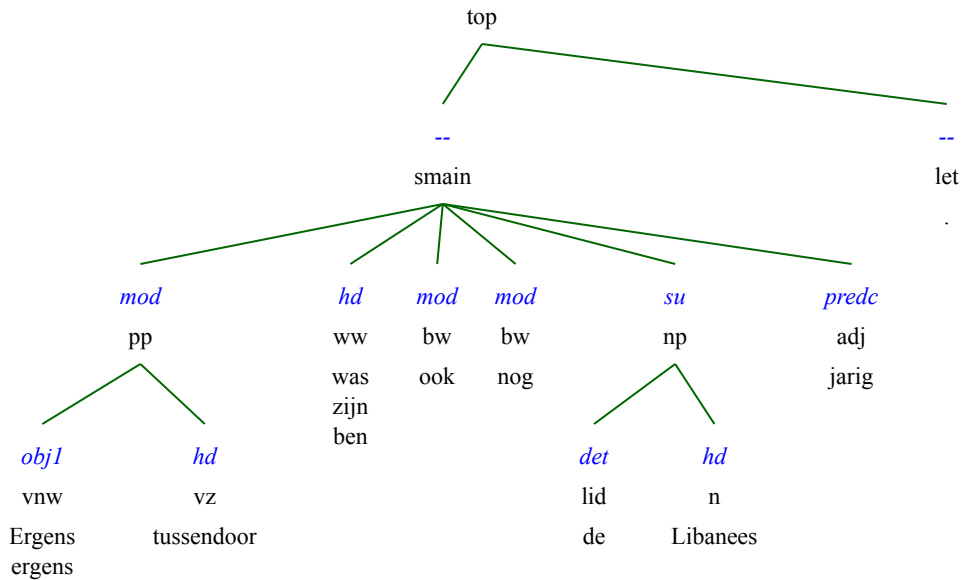 top
-- --
smain let
.
mod hd mod mod su predc
pp ww bw bw np adj
was ook nog jarig
zijn
ben
obj1 hd det hd
vnw vz lid n
Ergens tussendoor de Libanees
ergens